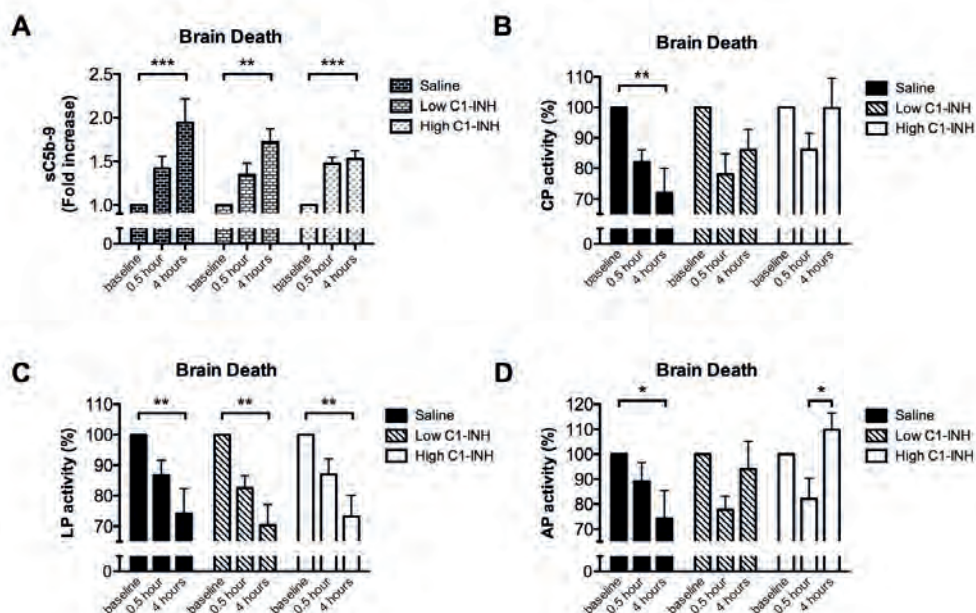 A
Brain Death
*** ** ***
2.5
2.0
1.5
1.0
0
sC5b-9
(Fold increase)
baseline 0.5 hour 4 hours baseline 0.5 hour 4 hours baseline 0.5 hour 4 hours
Saline
Low C1-INH
High C1-INH
B
Brain Death
**
110
100
90
80
70
0
CP activity (%)
baseline 0.5 hour 4 hours baseline 0.5 hour 4 hours baseline 0.5 hour 4 hours
Saline
Low C1-INH
High C1-INH
C
Brain Death
** ** **
110
100
90
80
70
0
LP activity (%)
baseline 0.5 hour 4 hours baseline 0.5 hour 4 hours baseline 0.5 hour 4 hours
Saline
Low C1-INH
High C1-INH
D
Brain Death
* *
120
110
100
90
80
70
0
AP activity (%)
baseline 0.5 hour 4 hours baseline 0.5 hour 4 hours baseline 0.5 hour 4 hours
Saline
Low C1-INH
High C1-INH